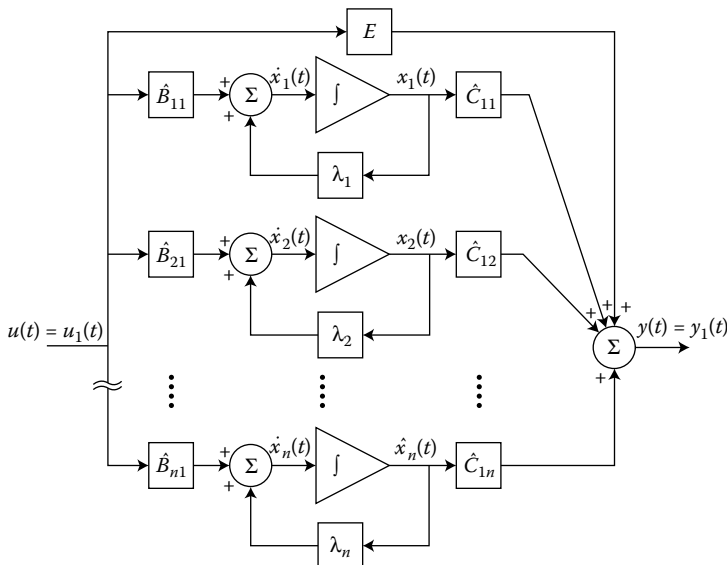 E
B̂₁₁ + + Σ ẋ₁(t) ∫ x₁(t) Ĉ₁₁
λ₁
B̂₂₁ + + Σ ẋ₂(t) ∫ x₂(t) Ĉ₁₂
λ₂
u(t) = u₁(t)
+ + + + Σ y(t) = y₁(t)
B̂ₙ₁ + + Σ ẋₙ(t) ∫ x̂ₙ(t) Ĉ₁ₙ
λₙ